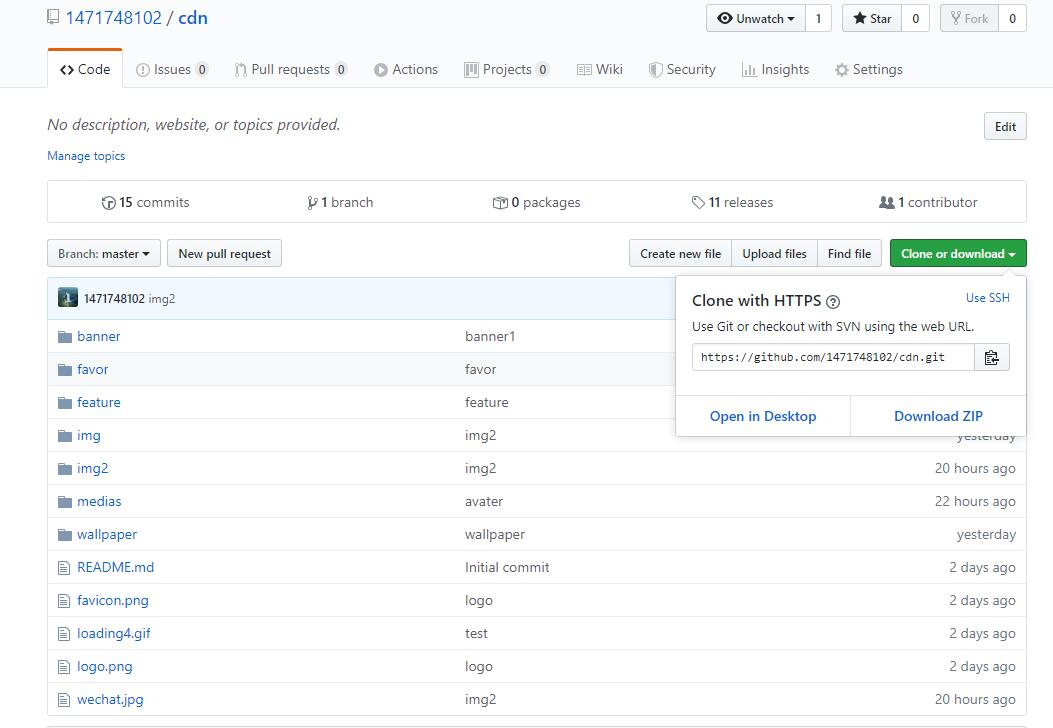 1471748102 / cdn
Unwatch 1 Star 0 Fork 0
Code Issues 0 Pull requests 0 Actions Projects 0 Wiki Security Insights Settings
No description, website, or topics provided.
Edit
Manage topics
15 commits 1 branch 0 packages 11 releases 1 contributor
Branch: master New pull request Create new file Upload files Find file Clone or download
1471748102 img2
Clone with HTTPS ? Use SSH
Use Git or checkout with SVN using the web URL.
https://github.com/1471748102/cdn.git
Open in Desktop Download ZIP
banner banner1
favor favor
feature feature
img img2 yesterday
img2 img2 20 hours ago
medias avater 22 hours ago
wallpaper wallpaper yesterday
README.md Initial commit 2 days ago
favicon.png logo 2 days ago
loading4.gif test 2 days ago
logo.png logo 2 days ago
wechat.jpg img2 20 hours ago